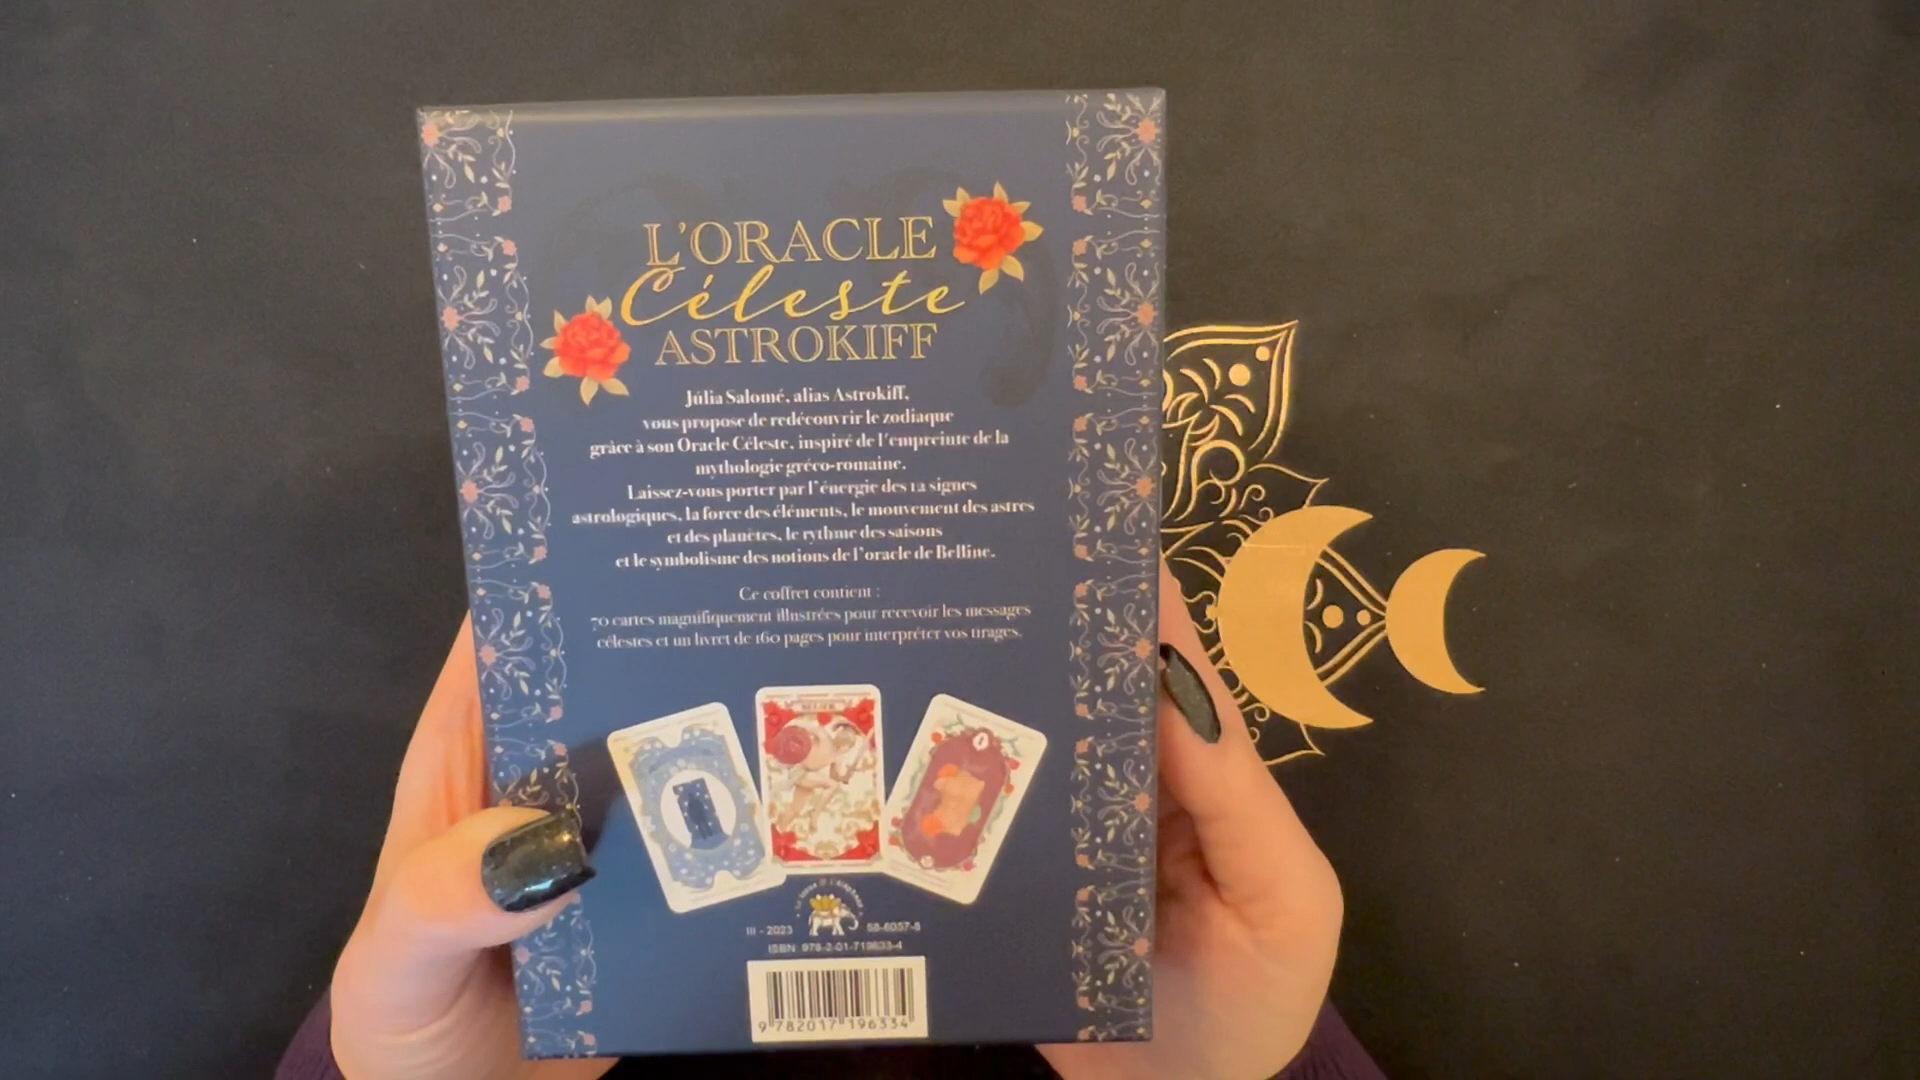 L'ORACLE
Céleste
ASTROKIFF
Júlia Salomé, alias Astrokiff,
vous propose de redécouvrir le zodiaque
grâce à son Oracle Céleste, inspiré de l'empreinte de la
mythologie gréco-romaine.
Laissez-vous porter par l'énergie des 12 signes
astrologiques, la force des éléments, le mouvement des astres
et des planètes, le rythme des saisons
et le symbolisme des notions de l'oracle de Belline.
Ce coffret contient :
70 cartes magnifiquement illustrées pour recevoir les messages
célestes et un livret de 160 pages pour interpréter vos tirages.
BÉLIER
III - 2023
ISBN 978-2-01-719633-4
9 782017 196334